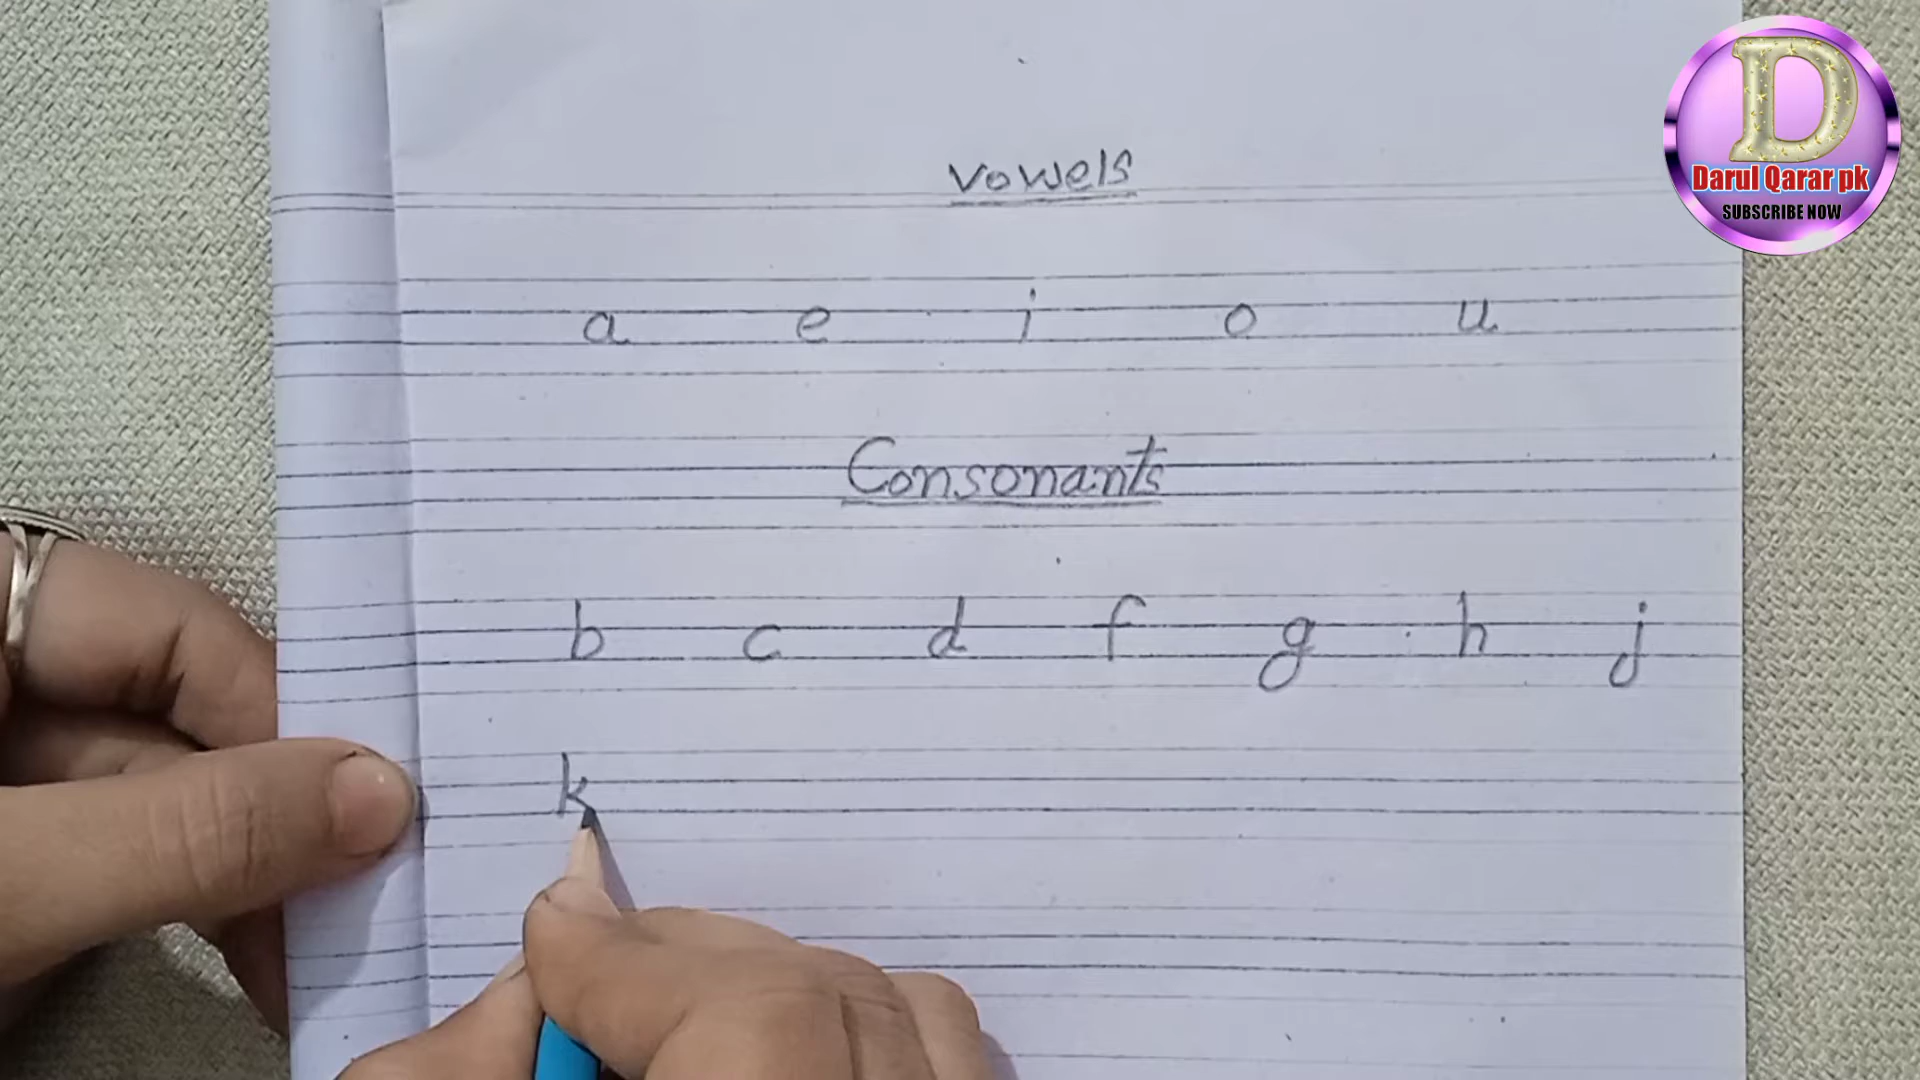 D
Darul Qarar pk
SUBSCRIBE NOW
Vowels
a e i o u
Consonants
b c d f g h j
k